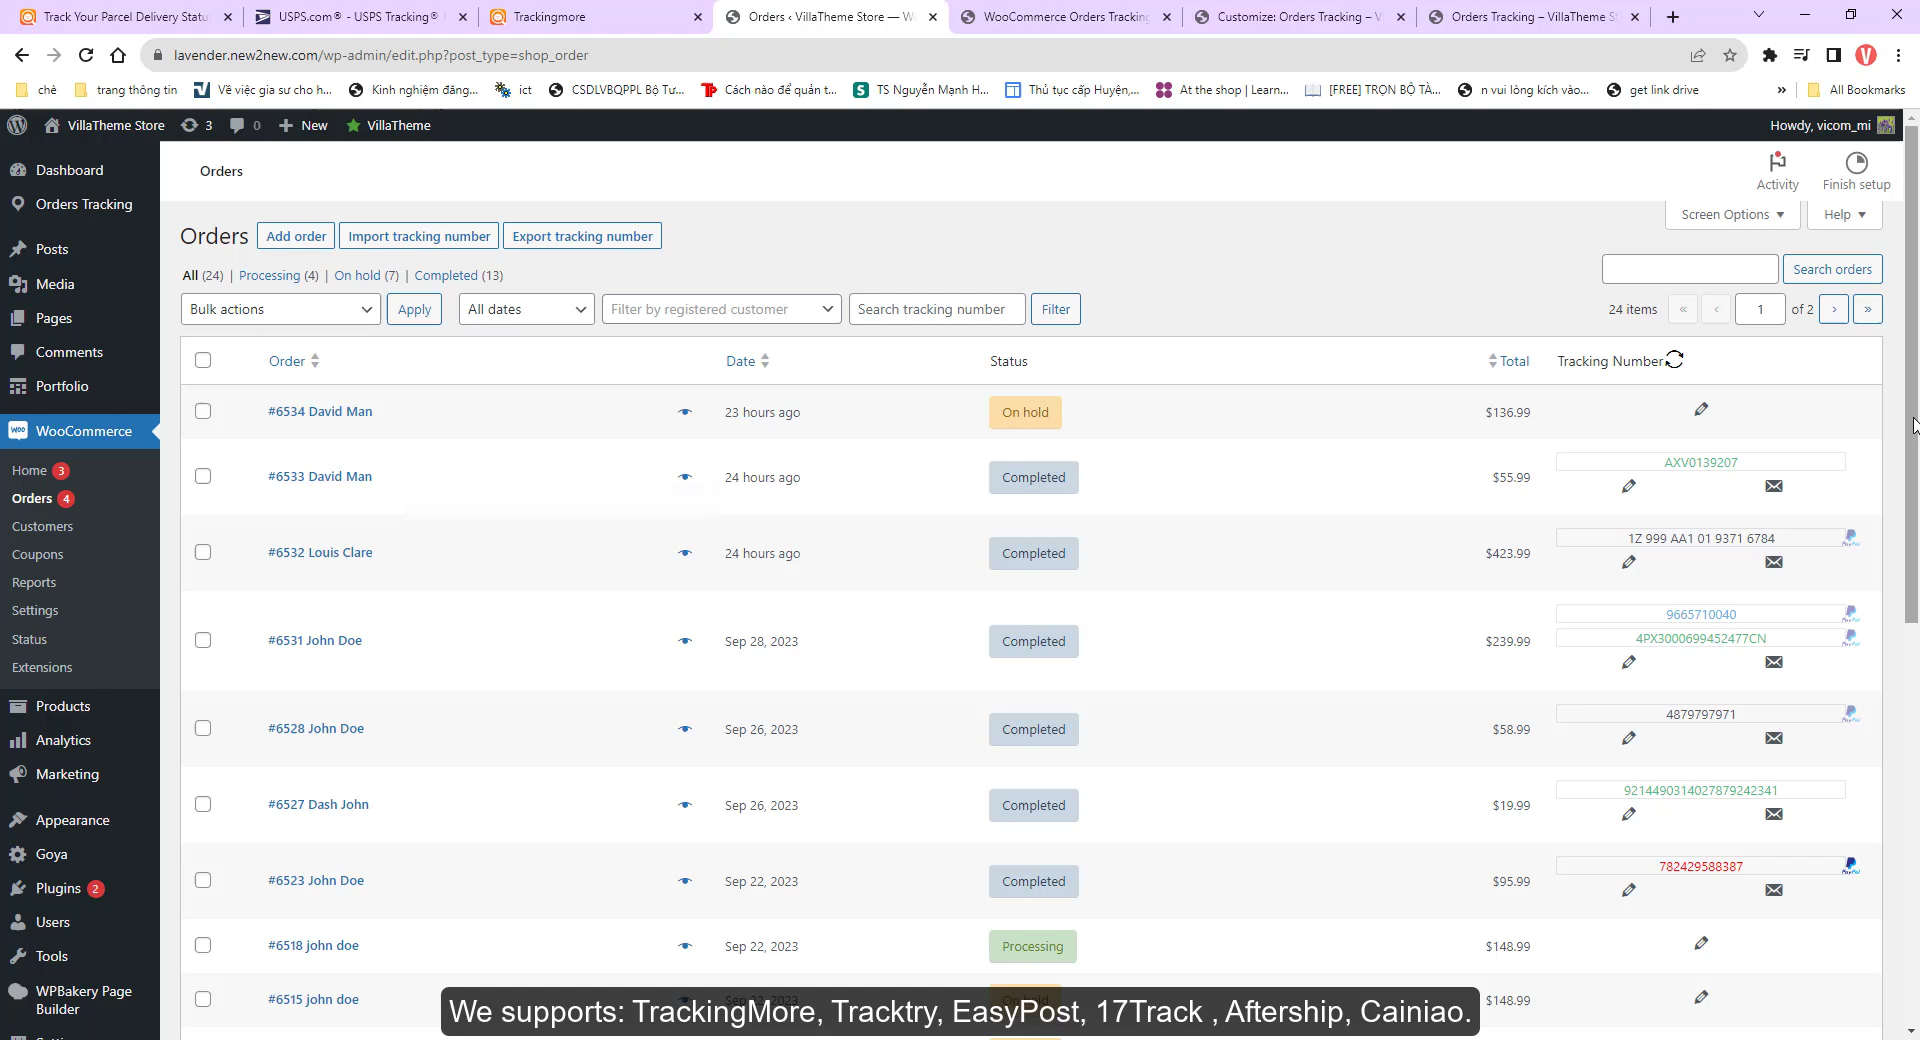 Track Your Parcel Delivery Statu
USPS.com® - USPS Tracking®
Trackingmore
Orders ‹ VillaTheme Store — W
WooCommerce Orders Tracking
Customize: Orders Tracking – V
Orders Tracking – VillaTheme S
lavender.new2new.com/wp-admin/edit.php?post_type=shop_order
V
chè
trang thông tin
Về việc gia sư cho h...
Kinh nghiệm đăng...
ict
CSDLVBQPPL Bộ Tư...
Cách nào để quản t...
TS Nguyễn Mạnh H...
Thủ tục cấp Huyện,...
At the shop | Learn...
[FREE] TRỌN BỘ TÀ...
n vui lòng kích vào...
get link drive
»
All Bookmarks
VillaTheme Store
3
0
New
VillaTheme
Howdy, vicom_mi
Dashboard
Orders Tracking
Posts
Media
Pages
Comments
Portfolio
WooCommerce
Home 3
Orders 4
Customers
Coupons
Reports
Settings
Status
Extensions
Products
Analytics
Marketing
Appearance
Goya
Plugins 2
Users
Tools
WPBakery Page
Builder
Orders
Activity
Finish setup
Screen Options
Help
Orders
Add order
Import tracking number
Export tracking number
All (24) | Processing (4) | On hold (7) | Completed (13)
Search orders
Bulk actions
Apply
All dates
Filter by registered customer
Search tracking number
Filter
24 items
«
‹
1
of 2
›
»
Order
Date
Status
Total
Tracking Number
#6534 David Man
23 hours ago
On hold
$136.99
#6533 David Man
24 hours ago
Completed
$55.99
AXV0139207
#6532 Louis Clare
24 hours ago
Completed
$423.99
1Z 999 AA1 01 9371 6784
#6531 John Doe
Sep 28, 2023
Completed
$239.99
9665710040
4PX3000699452477CN
#6528 John Doe
Sep 26, 2023
Completed
$58.99
4879797971
#6527 Dash John
Sep 26, 2023
Completed
$19.99
9214490314027879242341
#6523 John Doe
Sep 22, 2023
Completed
$95.99
782429588387
#6518 john doe
Sep 22, 2023
Processing
$148.99
#6515 john doe
$148.99
We supports: TrackingMore, Tracktry, EasyPost, 17Track , Aftership, Cainiao.